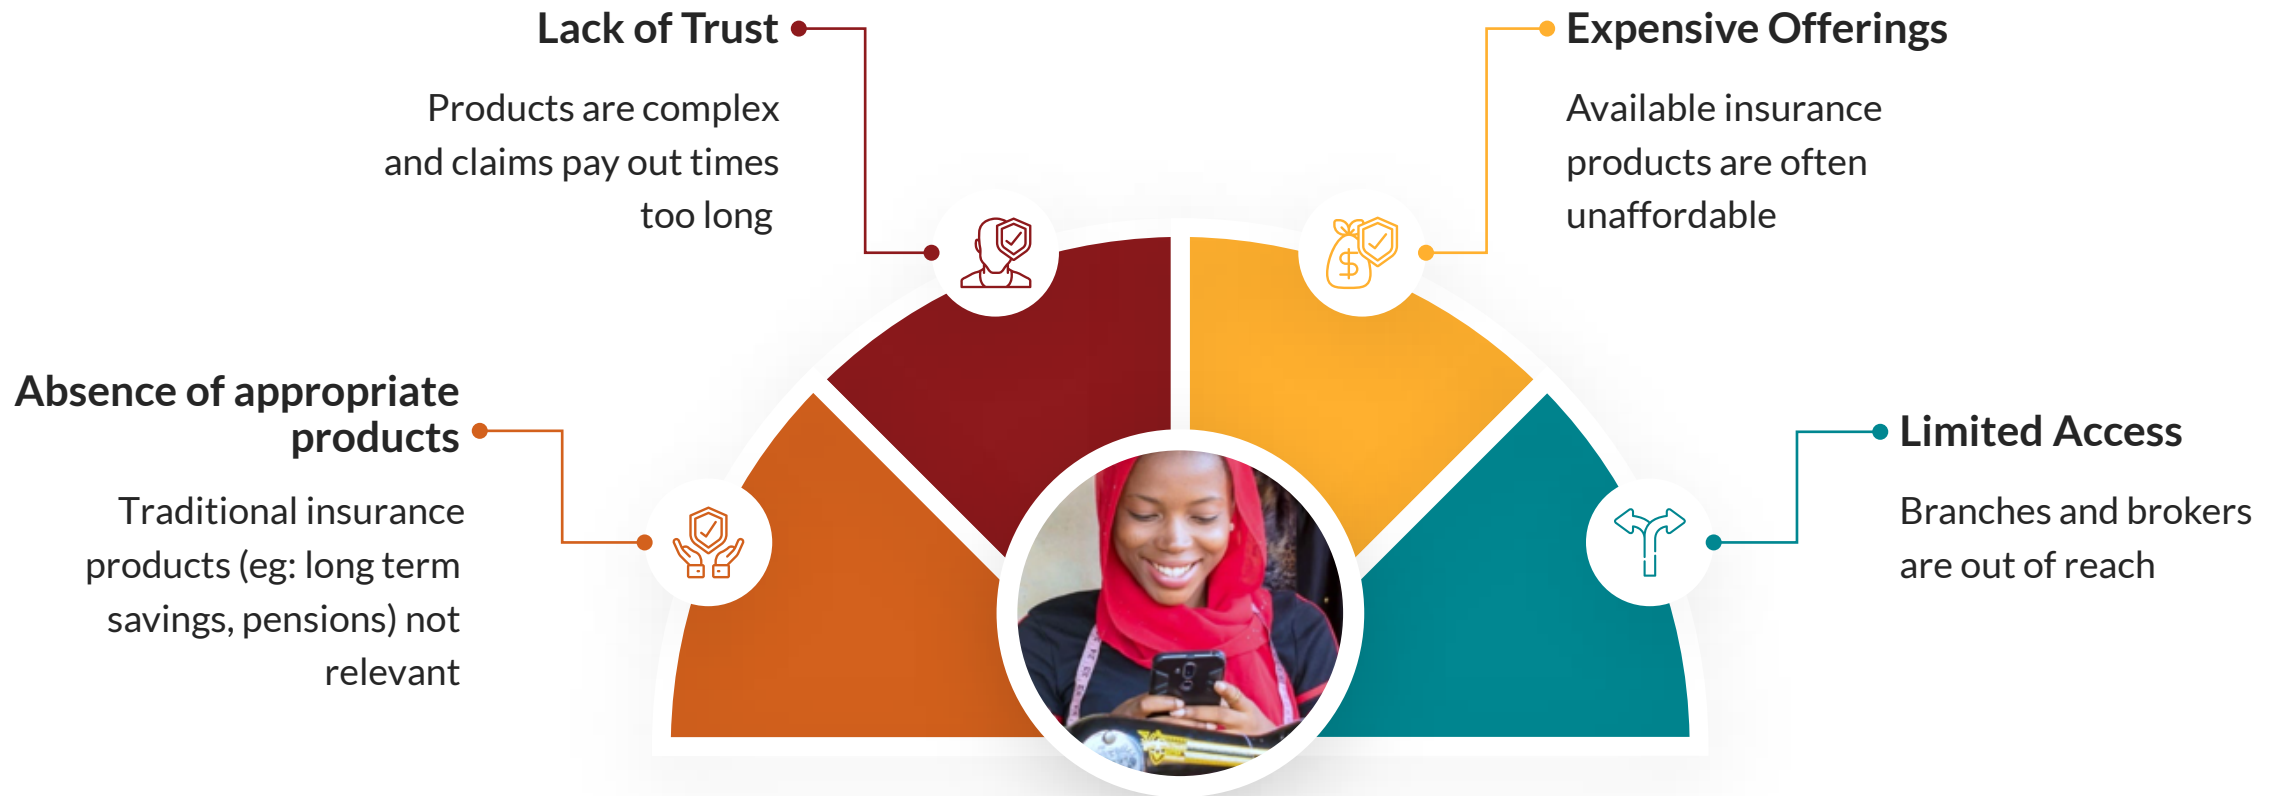 Lack of Trust
Products are complex
and claims pay out times
too long
Expensive Offerings
Available insurance
products are often
unaffordable
Absence of appropriate
products
Traditional insurance
products (eg: long term
savings, pensions) not
relevant
Limited Access
Branches and brokers
are out of reach